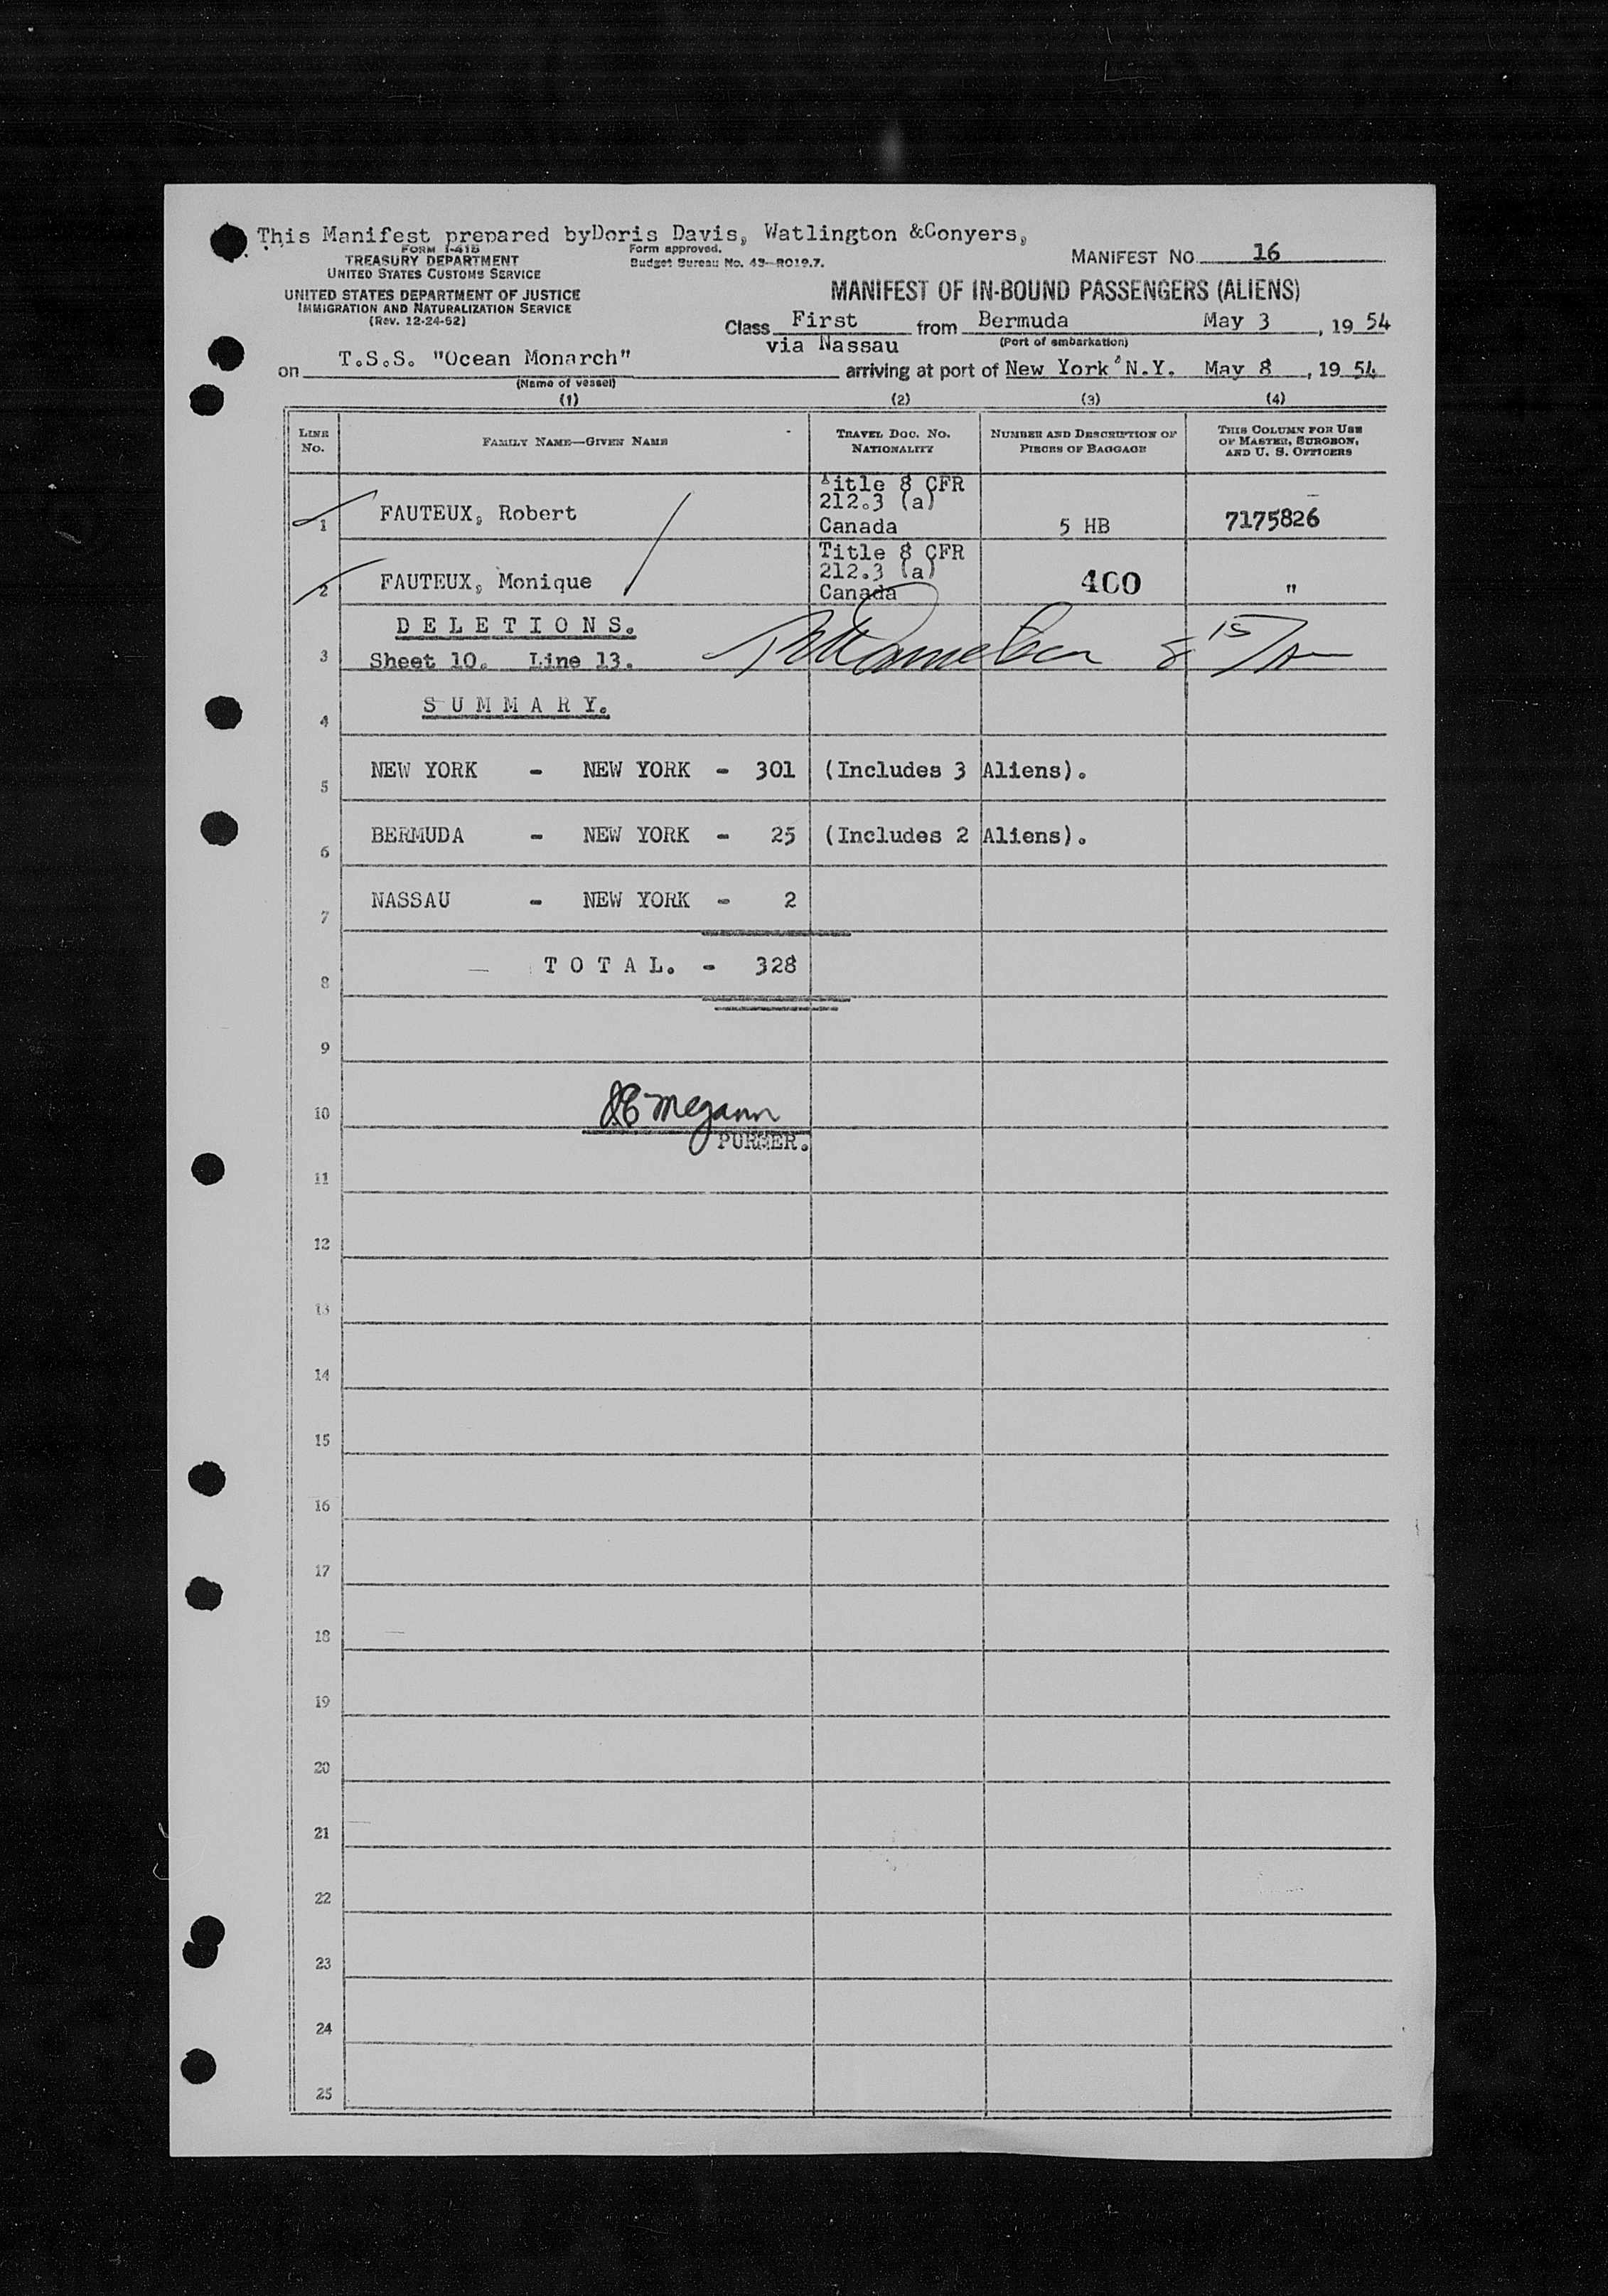 This Manifest prepared byDoris Davis, Watlington &Conyers,
FORM I-418
TREASURY DEPARTMENT
UNITED STATES CUSTOMS SERVICE
Form approved.
Budget Bureau No. 43—R019.7.
MANIFEST NO. 16
UNITED STATES DEPARTMENT OF JUSTICE
IMMIGRATION AND NATURALIZATION SERVICE
(Rev. 12-24-52)
MANIFEST OF IN-BOUND PASSENGERS (ALIENS)
Class First from Bermuda May 3, 19 54
via Nassau (Port of embarkation)
on T.S.S. "Ocean Monarch" arriving at port of New York N.Y. May 8, 19 54
(Name of vessel)
(1) (2) (3) (4)
LINE NO. FAMILY NAME—GIVEN NAME TRAVEL DOC. NO. NATIONALITY NUMBER AND DESCRIPTION OF PIECES OF BAGGAGE THIS COLUMN FOR USE OF MASTER, SURGEON, AND U. S. OFFICERS
Title 8 CFR
212.3 (a)
1 FAUTEUX, Robert Canada 5 HB 7175826
Title 8 CFR
212.3 (a)
2 FAUTEUX, Monique Canada 400 "
DELETIONS.
3 Sheet 10. Line 13.
SUMMARY.
4
5 NEW YORK - NEW YORK - 301 (Includes 3 Aliens).
6 BERMUDA - NEW YORK - 25 (Includes 2 Aliens).
7 NASSAU - NEW YORK - 2
8 TOTAL. - 328
9
10 JE Megann
PURSER.
11
12
13
14
15
16
17
18
19
20
21
22
23
24
25